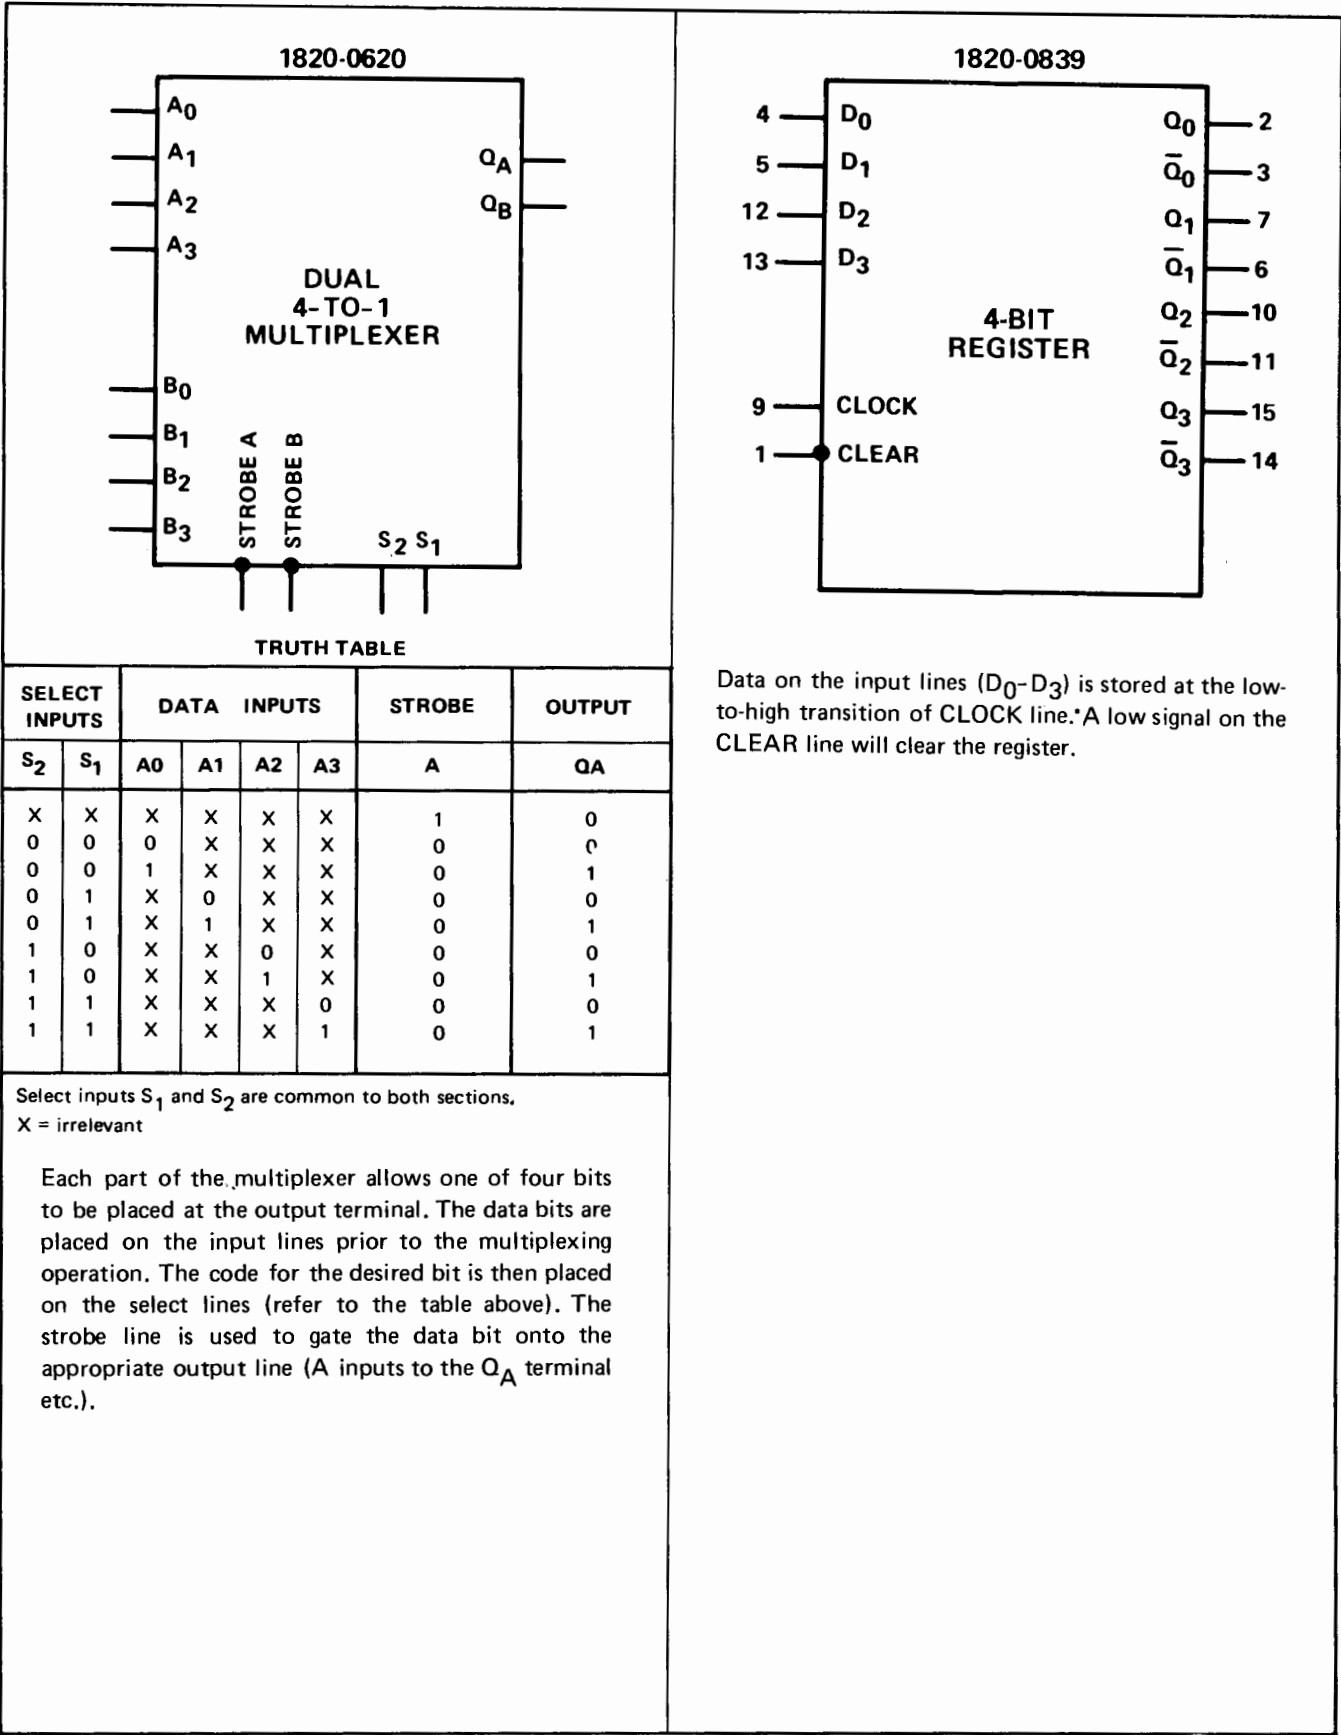 1820-0620
A0
A1
A2
A3
QA
QB
DUAL
4-TO-1
MULTIPLEXER
B0
B1
B2
B3
STROBE A
STROBE B
S2 S1
TRUTH TABLE
SELECT INPUTS DATA INPUTS STROBE OUTPUT
S2 S1 A0 A1 A2 A3 A QA
X X X X X X 1 0
0 0 0 X X X 0 0
0 0 1 X X X 0 1
0 1 X 0 X X 0 0
0 1 X 1 X X 0 1
1 0 X X 0 X 0 0
1 0 X X 1 X 0 1
1 1 X X X 0 0 0
1 1 X X X 1 0 1
Select inputs S1 and S2 are common to both sections.
X = irrelevant
Each part of the multiplexer allows one of four bits
to be placed at the output terminal. The data bits are
placed on the input lines prior to the multiplexing
operation. The code for the desired bit is then placed
on the select lines (refer to the table above). The
strobe line is used to gate the data bit onto the
appropriate output line (A inputs to the QA terminal
etc.).
1820-0839
4 D0
5 D1
12 D2
13 D3
9 CLOCK
1 CLEAR
4-BIT
REGISTER
Q0 2
Q̅0 3
Q1 7
Q̅1 6
Q2 10
Q̅2 11
Q3 15
Q̅3 14
Data on the input lines (D0-D3) is stored at the low-
to-high transition of CLOCK line. A low signal on the
CLEAR line will clear the register.